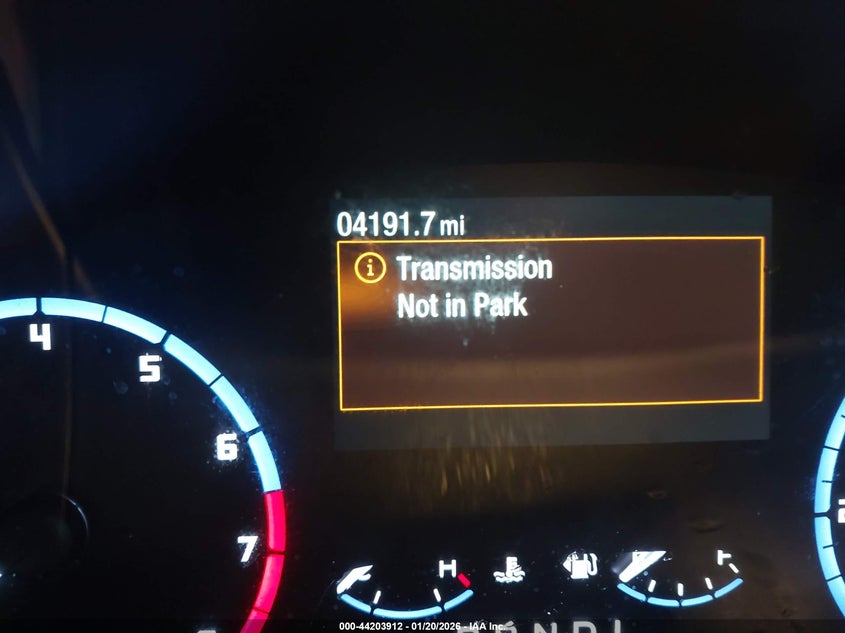 04191.7 mi
i Transmission
Not in Park
4
5
6
7
H
000-44203912 - 01/20/2026 - IAA Inc.